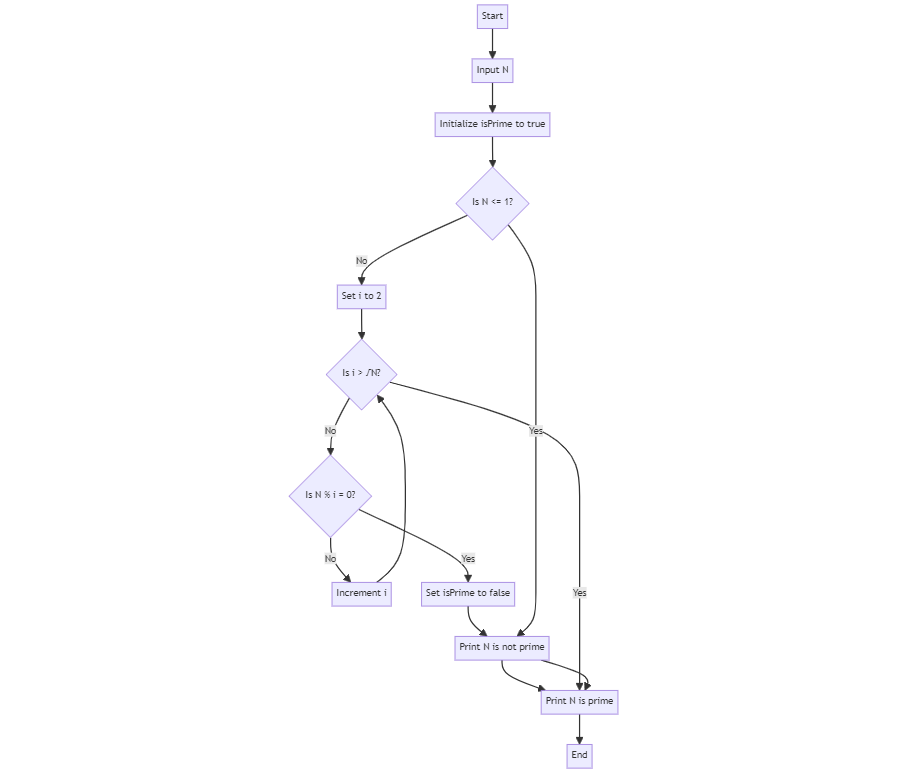 Start
Input N
Initialize isPrime to true
Is N <= 1?
No
Set i to 2
Is i > √N?
No
Yes
Is N % i = 0?
No
Yes
Yes
Increment i
Set isPrime to false
Print N is not prime
Print N is prime
End